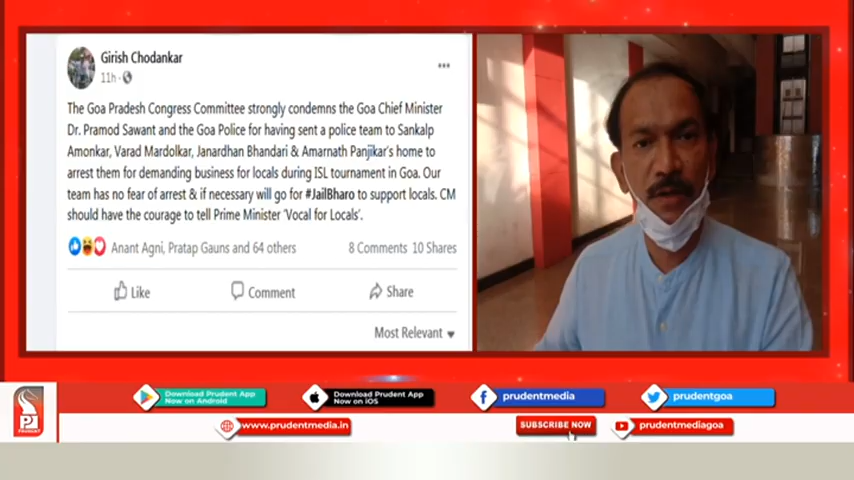 Girish Chodankar
11h ·
The Goa Pradesh Congress Committee strongly condemns the Goa Chief Minister
Dr. Pramod Sawant and the Goa Police for having sent a police team to Sankalp
Amonkar, Varad Mardolkar, Janardhan Bhandari & Amarnath Panjikar's home to
arrest them for demanding business for locals during ISL tournament in Goa. Our
team has no fear of arrest & if necessary will go for #JailBharo to support locals. CM
should have the courage to tell Prime Minister 'Vocal for Locals'.
Anant Agni, Pratap Gauns and 64 others 8 Comments 10 Shares
Like Comment Share
Most Relevant
Download Prudent App
Now on Android
Download Prudent App
Now on iOS
prudentmedia
prudentgoa
PRUDENT
www.prudentmedia.in
SUBSCRIBE NOW
prudentmediagoa